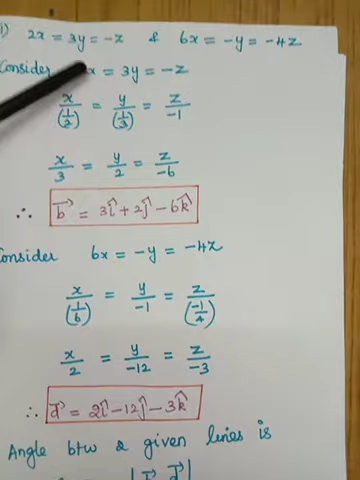 1) 2x = 3y = -z & 6x = -y = -4z
Consider = 3y = -z
x/(1/2) = y/(1/3) = z/-1
x/3 = y/2 = z/-6
∴ b⃗ = 3î + 2ĵ - 6k̂
Consider 6x = -y = -4z
x/(1/6) = y/-1 = z/(-1/4)
x/2 = y/-12 = z/-3
∴ d⃗ = 2î - 12ĵ - 3k̂
Angle btw 2 given lines is